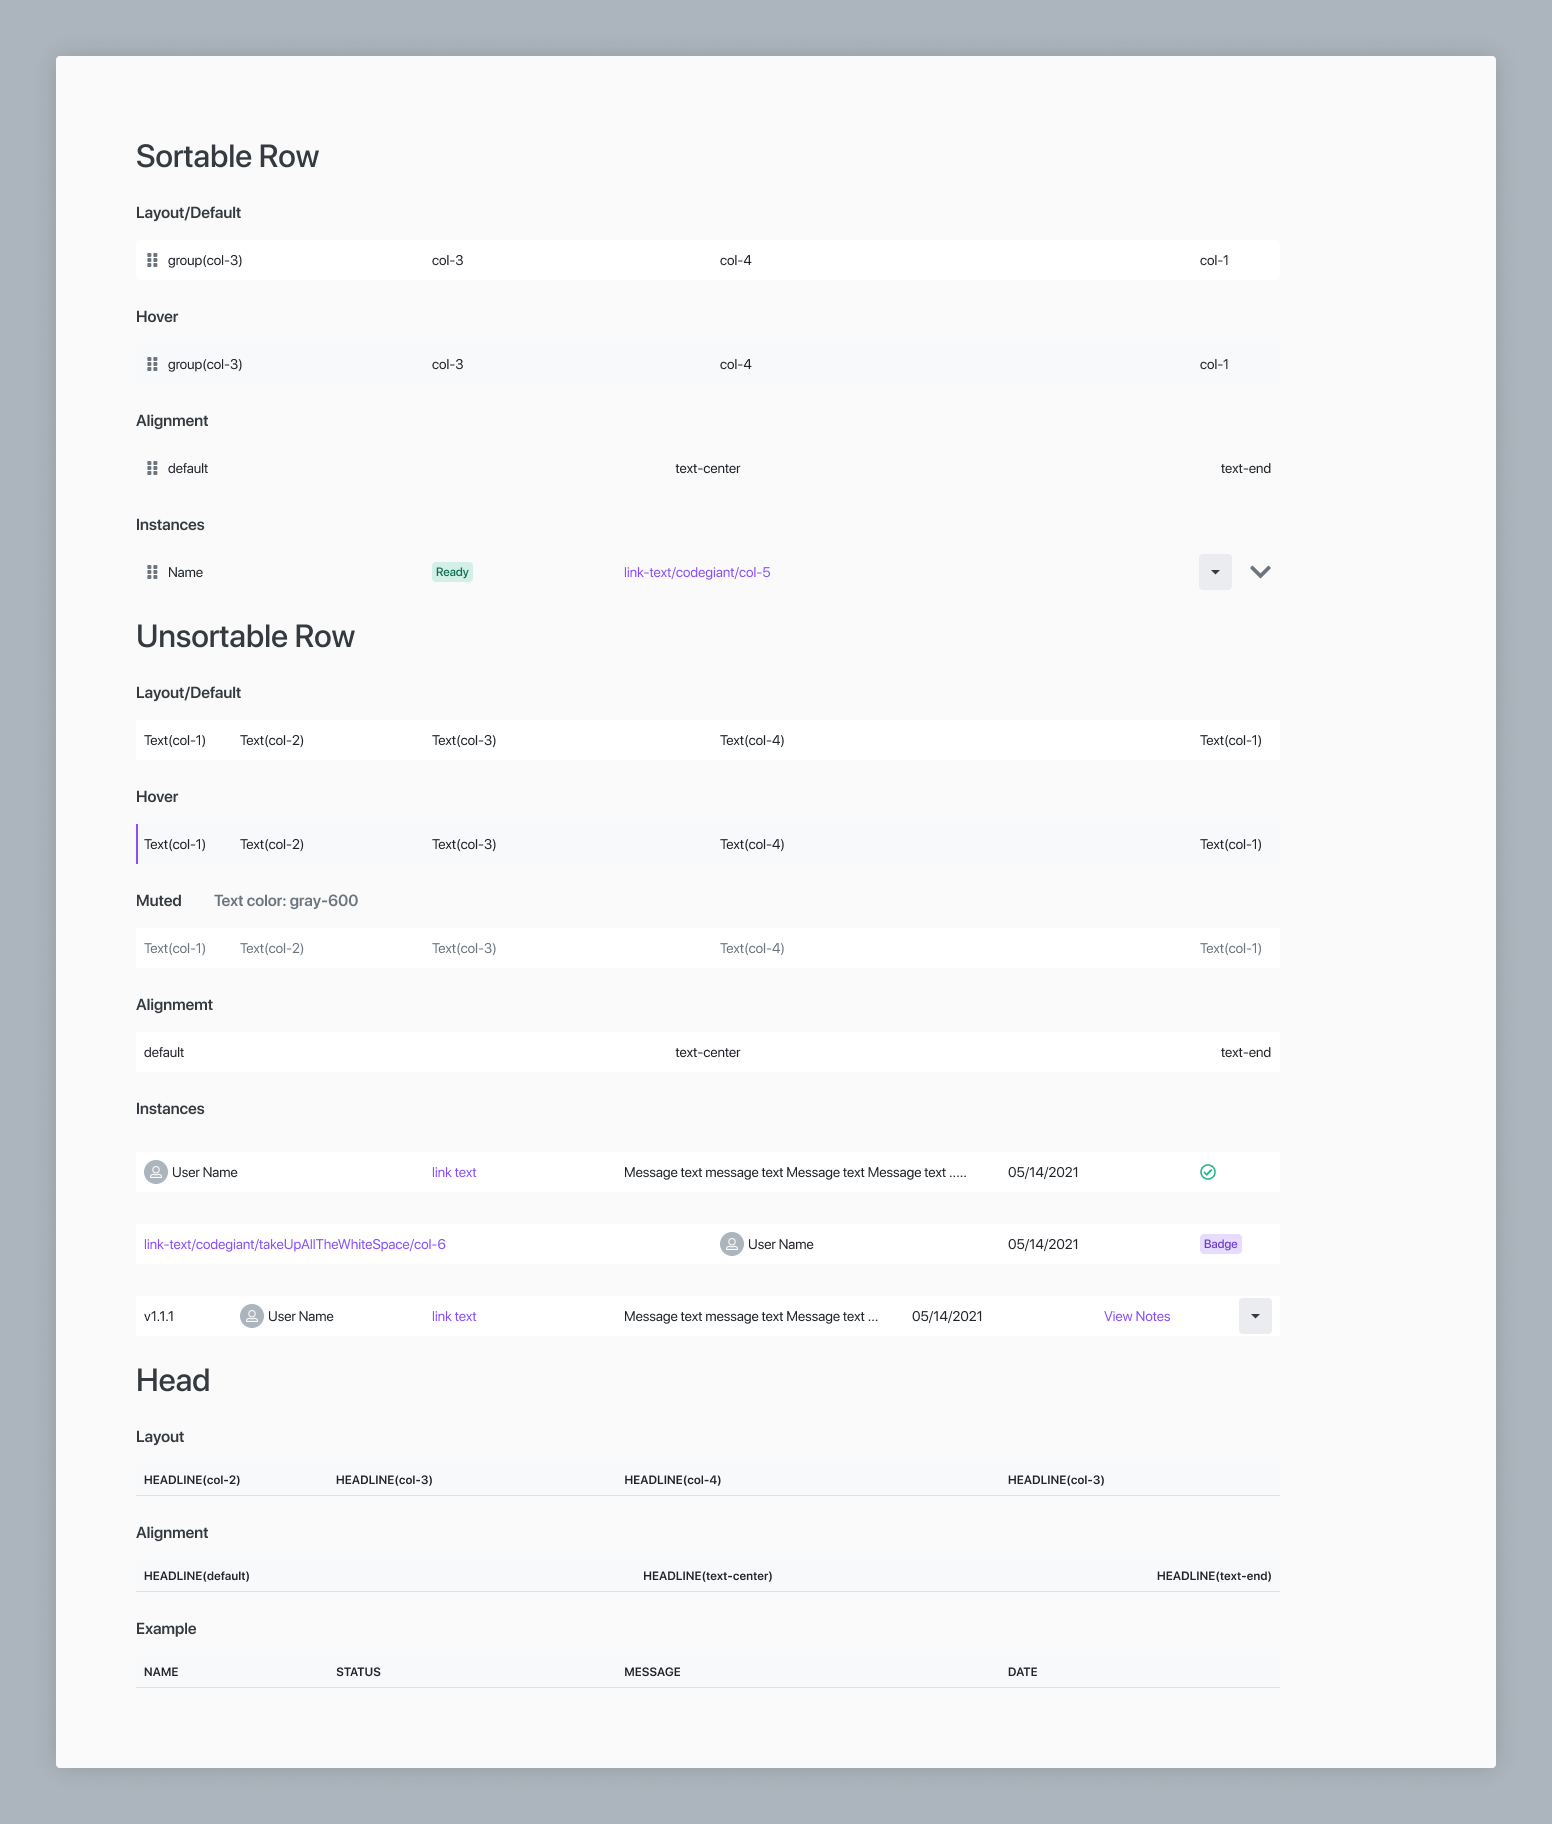 Sortable Row
Layout/Default
group(col-3) col-3 col-4 col-1
Hover
group(col-3) col-3 col-4 col-1
Alignment
default text-center text-end
Instances
Name Ready link-text/codegiant/col-5
Unsortable Row
Layout/Default
Text(col-1) Text(col-2) Text(col-3) Text(col-4) Text(col-1)
Hover
Text(col-1) Text(col-2) Text(col-3) Text(col-4) Text(col-1)
Muted Text color: gray-600
Text(col-1) Text(col-2) Text(col-3) Text(col-4) Text(col-1)
Alignmemt
default text-center text-end
Instances
User Name link text Message text message text Message text Message text ..... 05/14/2021
link-text/codegiant/takeUpAllTheWhiteSpace/col-6 User Name 05/14/2021 Badge
v1.1.1 User Name link text Message text message text Message text ... 05/14/2021 View Notes
Head
Layout
HEADLINE(col-2) HEADLINE(col-3) HEADLINE(col-4) HEADLINE(col-3)
Alignment
HEADLINE(default) HEADLINE(text-center) HEADLINE(text-end)
Example
NAME STATUS MESSAGE DATE